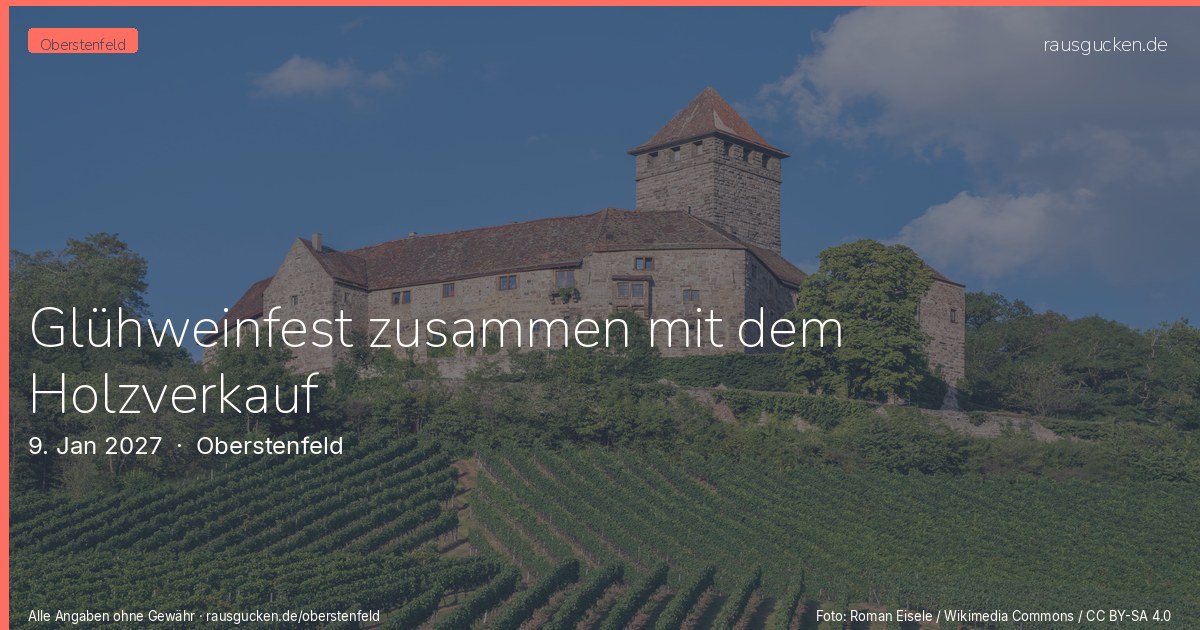 Oberstenfeld
rausgucken.de
Glühweinfest zusammen mit dem
Holzverkauf
9. Jan 2027 · Oberstenfeld
Alle Angaben ohne Gewähr · rausgucken.de/oberstenfeld
Foto: Roman Eisele / Wikimedia Commons / CC BY-SA 4.0